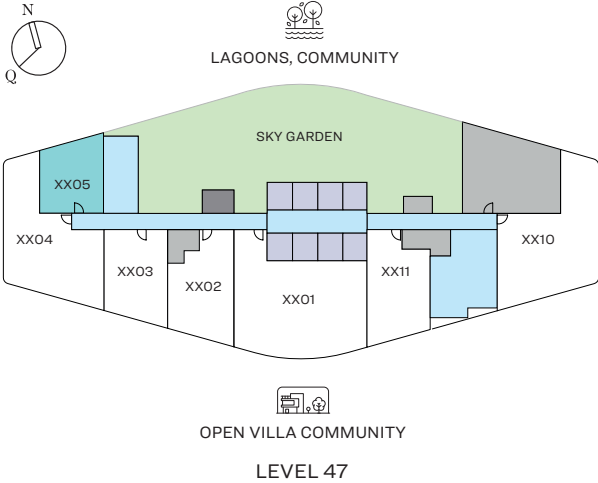 N
Q
LAGOONS, COMMUNITY
SKY GARDEN
XX05
XX04
XX10
XX03
XX11
XX02
XX01
OPEN VILLA COMMUNITY
LEVEL 47